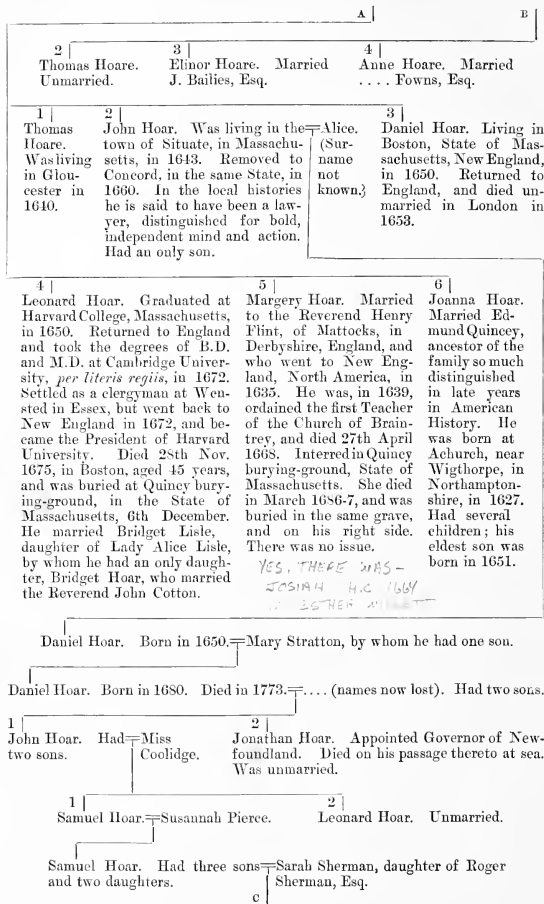 A B
2 3 4
Thomas Hoare. Elinor Hoare. Married Anne Hoare. Married
Unmarried. J. Bailies, Esq. .... Fowns, Esq.
1
Thomas
Hoare.
Was living
in Glou-
cester in
1640.
2
John Hoar. Was living in the
town of Situate, in Massachu-
setts, in 1643. Removed to
Concord, in the same State, in
1660. In the local histories
he is said to have been a law-
yer, distinguished for bold,
independent mind and action.
Had an only son.
Alice.
(Sur-
name
not
known.}
3
Daniel Hoar. Living in
Boston, State of Mas-
sachusetts, New England,
in 1650. Returned to
England, and died un-
married in London in
1653.
4
Leonard Hoar. Graduated at
Harvard College, Massachusetts,
in 1650. Returned to England
and took the degrees of B.D.
and M.D. at Cambridge Univer-
sity, per literis regiis, in 1672.
Settled as a clergyman at Wen-
sted in Essex, but went back to
New England in 1672, and be-
came the President of Harvard
University. Died 28th Nov.
1675, in Boston, aged 45 years,
and was buried at Quincy bury-
ing-ground, in the State of
Massachusetts, 6th December.
He married Bridget Lisle,
daughter of Lady Alice Lisle,
by whom he had an only daugh-
ter, Bridget Hoar, who married
the Reverend John Cotton.
5
Margery Hoar. Married
to the Reverend Henry
Flint, of Mattocks, in
Derbyshire, England, and
who went to New Eng-
land, North America, in
1635. He was, in 1639,
ordained the first Teacher
of the Church of Brain-
trey, and died 27th April
1668. Interred in Quincy
burying-ground, State of
Massachusetts. She died
in March 1686-7, and was
buried in the same grave,
and on his right side.
There was no issue.
YES, THERE WAS -
JOSIAH H.C 1664
ESTHER
6
Joanna Hoar.
Married Ed-
mund Quincey,
ancestor of the
family so much
distinguished
in late years
in American
History. He
was born at
Achurch, near
Wigthorpe, in
Northampton-
shire, in 1627.
Had several
children; his
eldest son was
born in 1651.
Daniel Hoar. Born in 1650. Mary Stratton, by whom he had one son.
Daniel Hoar. Born in 1680. Died in 1773. .... (names now lost). Had two sons.
1
John Hoar. Had Miss
two sons. Coolidge.
2
Jonathan Hoar. Appointed Governor of New-
foundland. Died on his passage thereto at sea.
Was unmarried.
1 2
Samuel Hoar. Susannah Pierce. Leonard Hoar. Unmarried.
Samuel Hoar. Had three sons Sarah Sherman, daughter of Roger
and two daughters. Sherman, Esq.
C